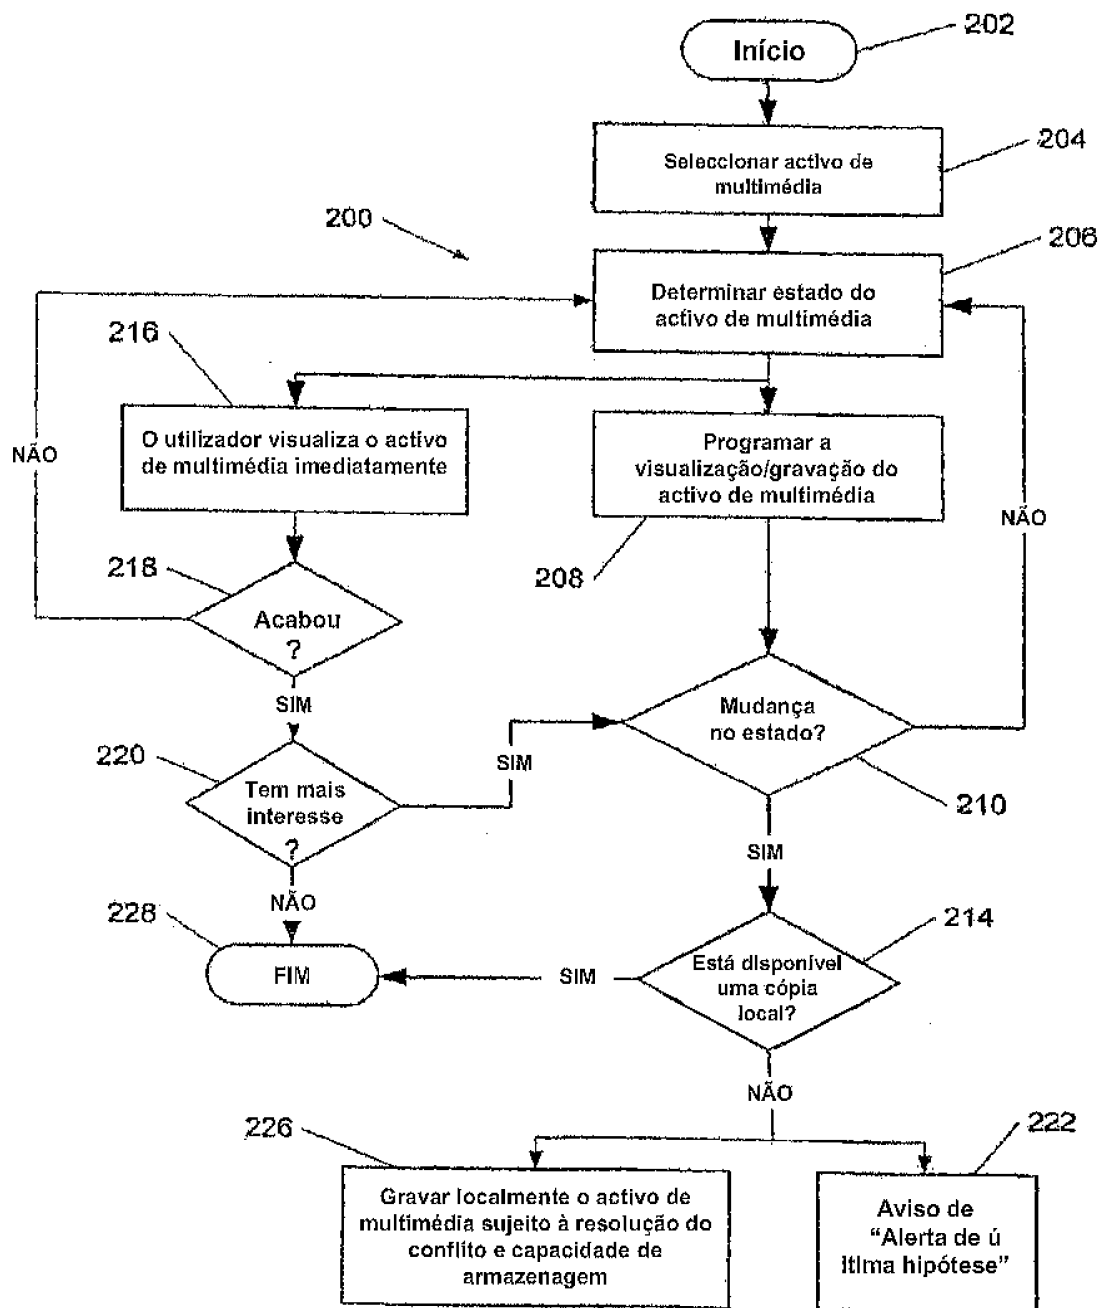 202
Início
204
Seleccionar activo de
multimédia
200
206
Determinar estado do
activo de multimédia
216
O utilizador visualiza o activo
de multimédia imediatamente
Programar a
visualização/gravação do
activo de multimédia
NÃO
NÃO
208
218
Acabou
?
SIM
Mudança
no estado?
220
SIM
Tem mais
interesse
?
210
SIM
NÃO
228
214
FIM
SIM
Está disponível
uma cópia
local?
NÃO
226
222
Gravar localmente o activo de
multimédia sujeito à resolução do
conflito e capacidade de
armazenagem
Aviso de
“Alerta de ú
ltima hipótese”